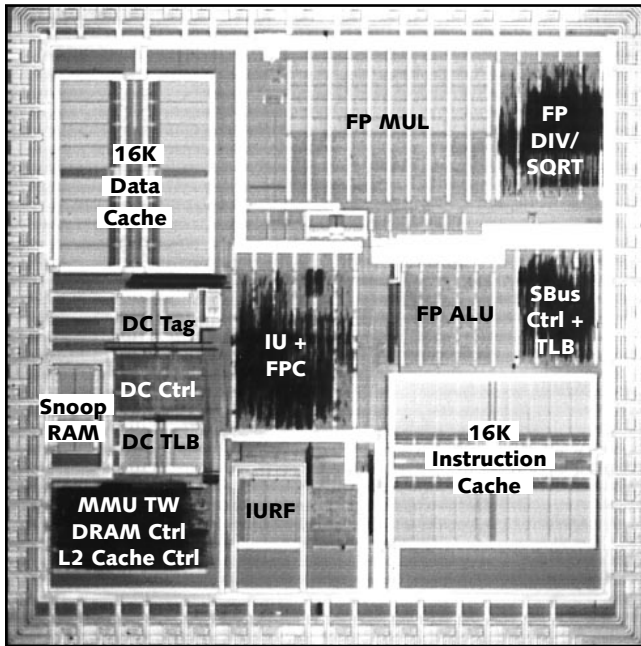 16K
Data
Cache
FP MUL
FP
DIV/
SQRT
DC Tag
IU +
FPC
FP ALU
SBus
Ctrl +
TLB
DC Ctrl
Snoop
RAM
DC TLB
16K
Instruction
Cache
MMU TW
DRAM Ctrl
L2 Cache Ctrl
IURF